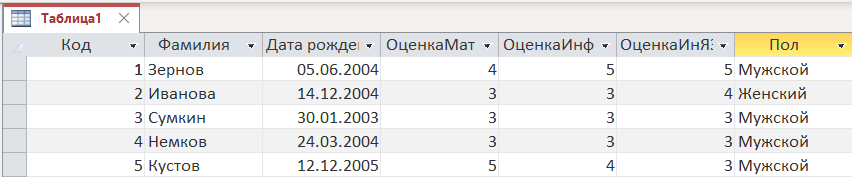 Таблица1
Код Фамилия Дата рожден ОценкаМат ОценкаИнф ОценкаИнЯз Пол
1 Зернов 05.06.2004 4 5 5 Мужской
2 Иванова 14.12.2004 3 3 4 Женский
3 Сумкин 30.01.2003 3 3 3 Мужской
4 Немков 24.03.2004 3 3 3 Мужской
5 Кустов 12.12.2005 5 4 3 Мужской